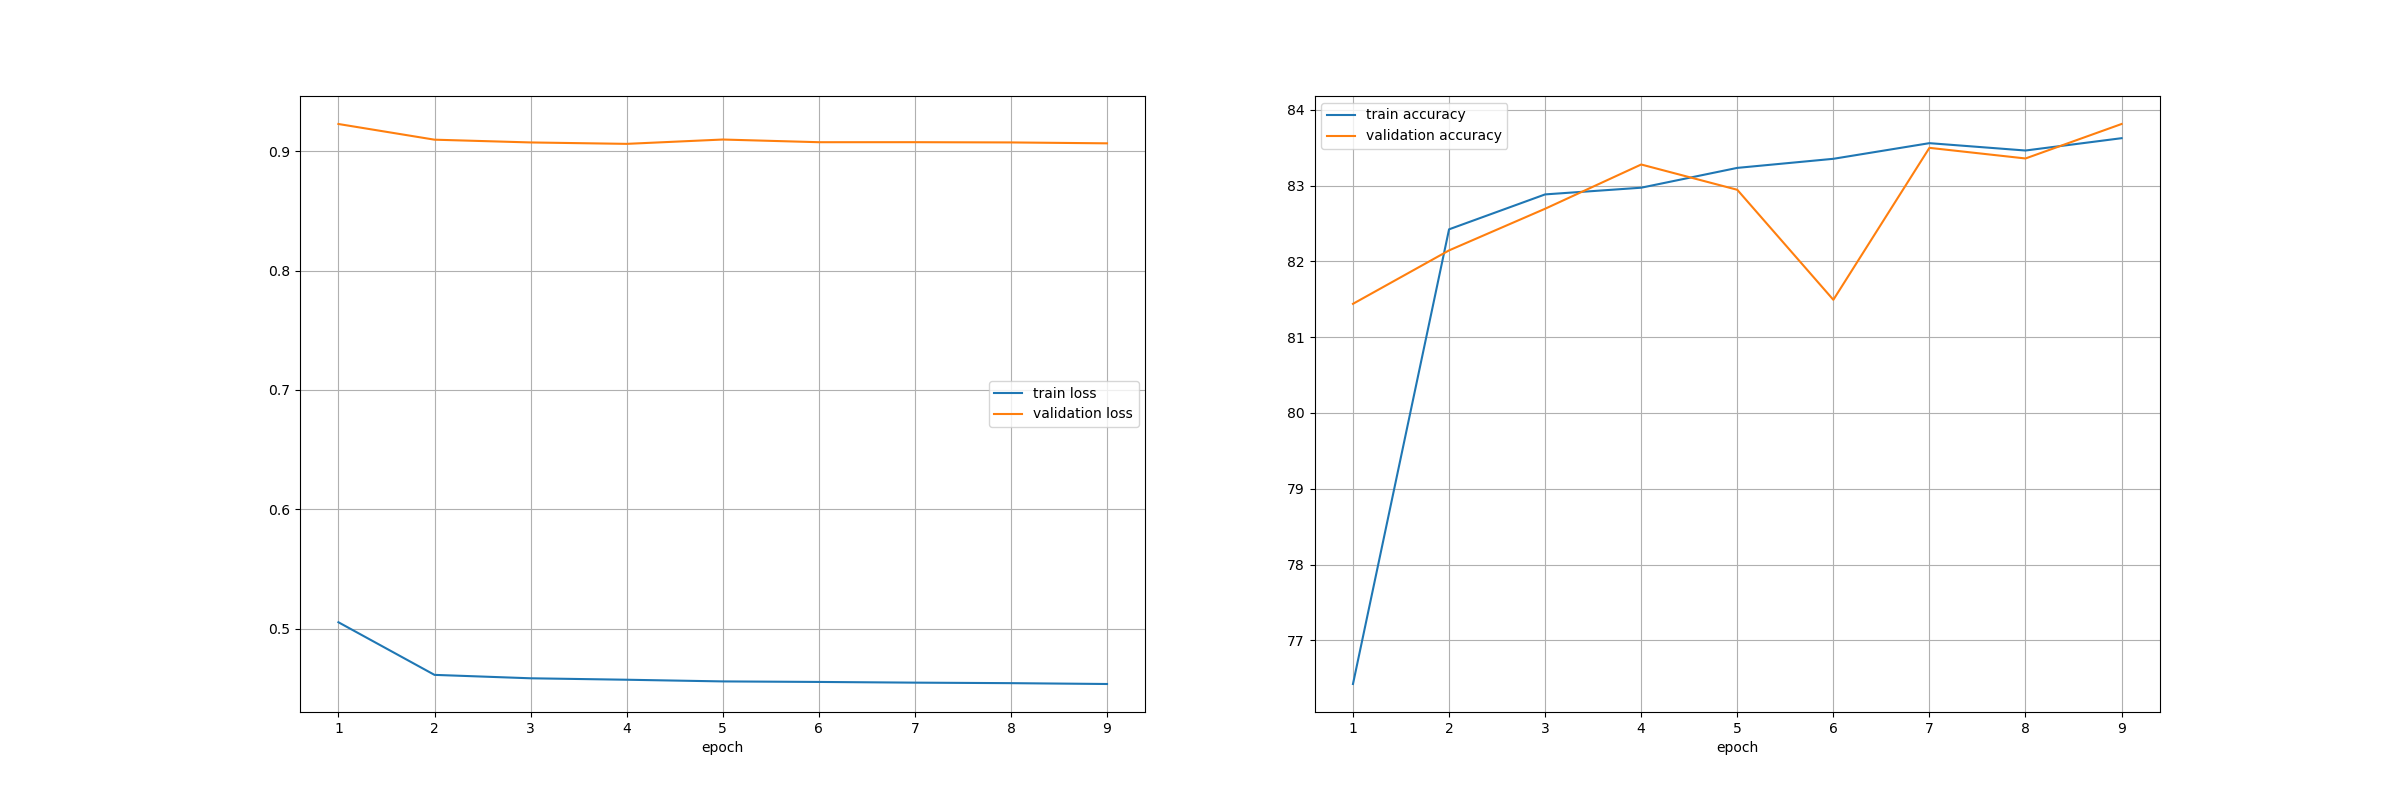 0.9
0.8
0.7
0.6
0.5
train loss
validation loss
1 2 3 4 5 6 7 8 9
epoch
train accuracy
validation accuracy
84
83
82
81
80
79
78
77
1 2 3 4 5 6 7 8 9
epoch